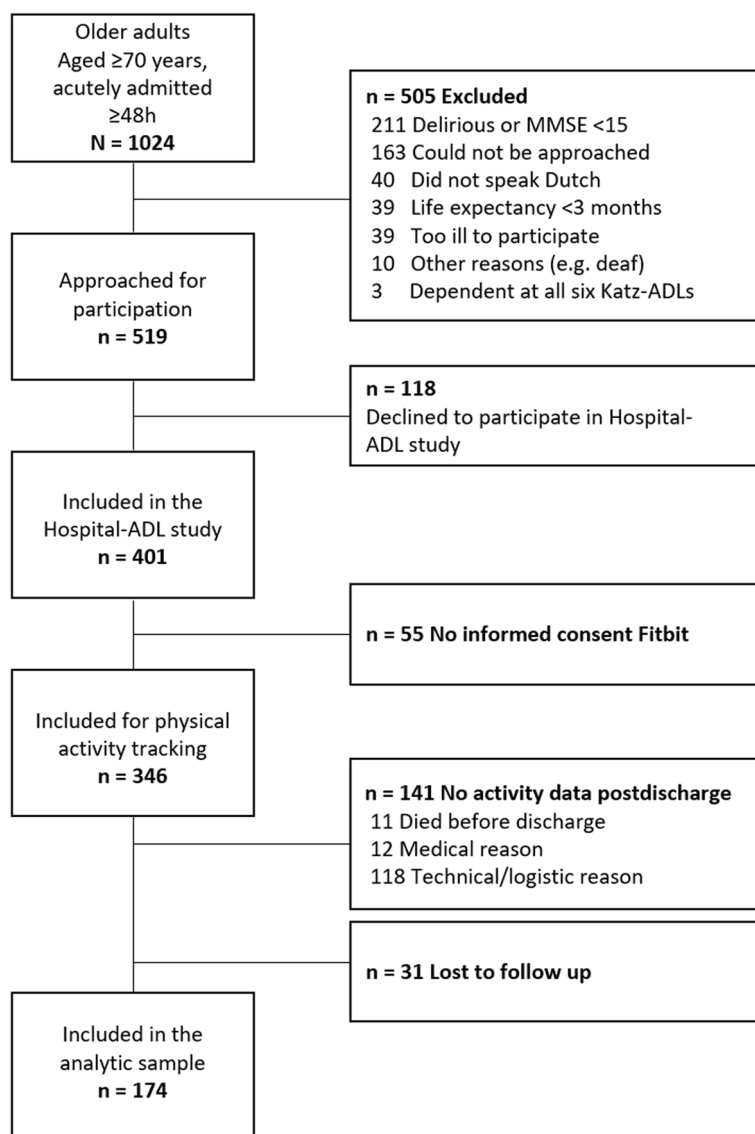 Older adults
Aged ≥70 years,
acutely admitted
≥48h
N = 1024
n = 505 Excluded
211 Delirious or MMSE <15
163 Could not be approached
40 Did not speak Dutch
39 Life expectancy <3 months
39 Too ill to participate
10 Other reasons (e.g. deaf)
3 Dependent at all six Katz-ADLs
Approached for
participation
n = 519
n = 118
Declined to participate in Hospital-
ADL study
Included in the
Hospital-ADL study
n = 401
n = 55 No informed consent Fitbit
Included for physical
activity tracking
n = 346
n = 141 No activity data postdischarge
11 Died before discharge
12 Medical reason
118 Technical/logistic reason
n = 31 Lost to follow up
Included in the
analytic sample
n = 174